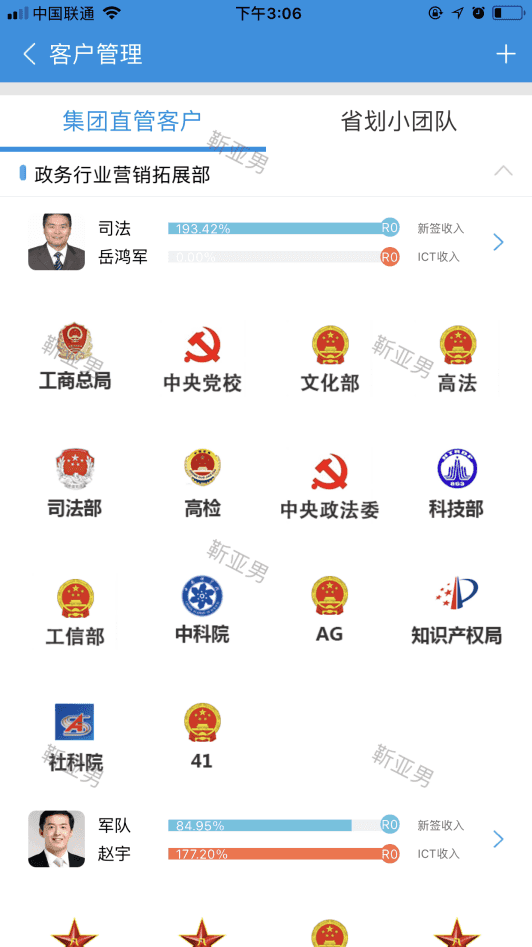 中国联通
下午3:06
客户管理
集团直管客户
省划小团队
靳亚男
政务行业营销拓展部
司法
193.42%
R0
新签收入
岳鸿军
0.00%
R0
ICT收入
靳亚男
靳亚男
工商总局
中央党校
文化部
高法
司法部
高检
中央政法委
科技部
靳亚男
工信部
中科院
AG
知识产权局
社科院
41
靳亚男
靳亚男
军队
84.95%
R0
新签收入
赵宇
177.20%
R0
ICT收入